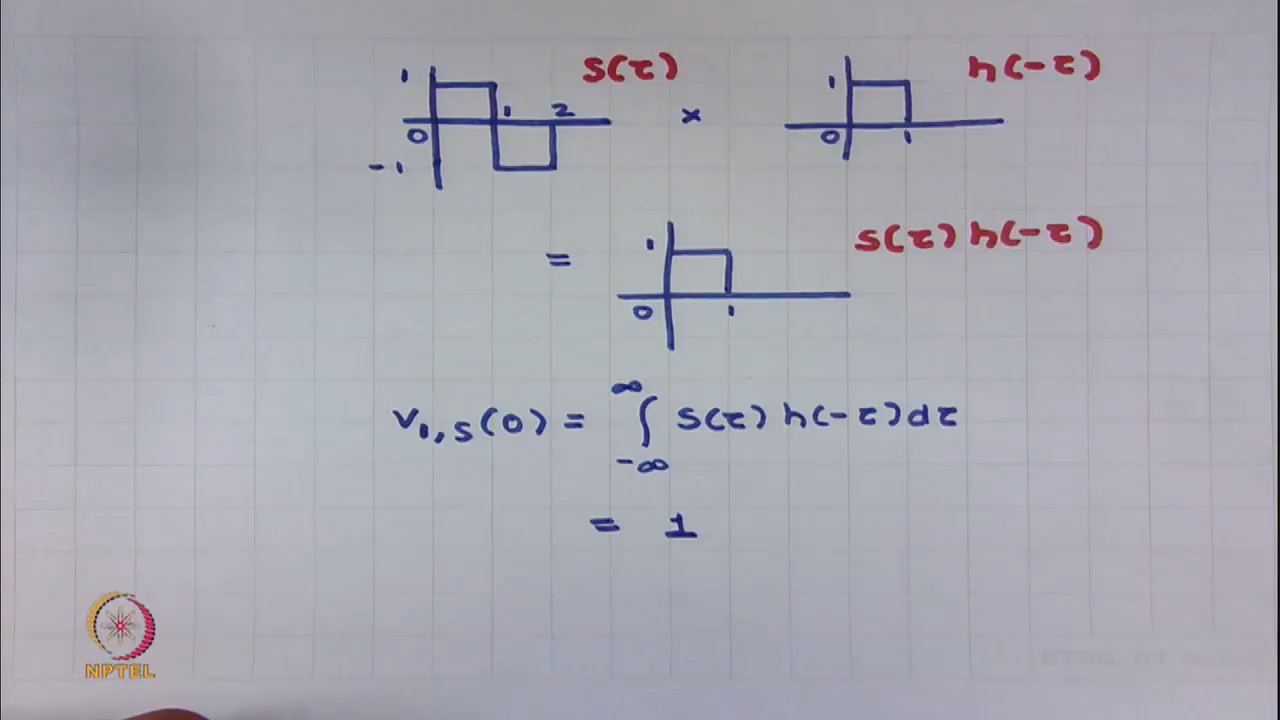 1 s(τ) 1 h(-τ)
1 2 ×
0 0 1
-1
s(τ) h(-τ)
1
=
0 1
v₁,ₛ(0) = ∫_{-∞}^{∞} s(τ) h(-τ) dτ
= 1
NPTEL